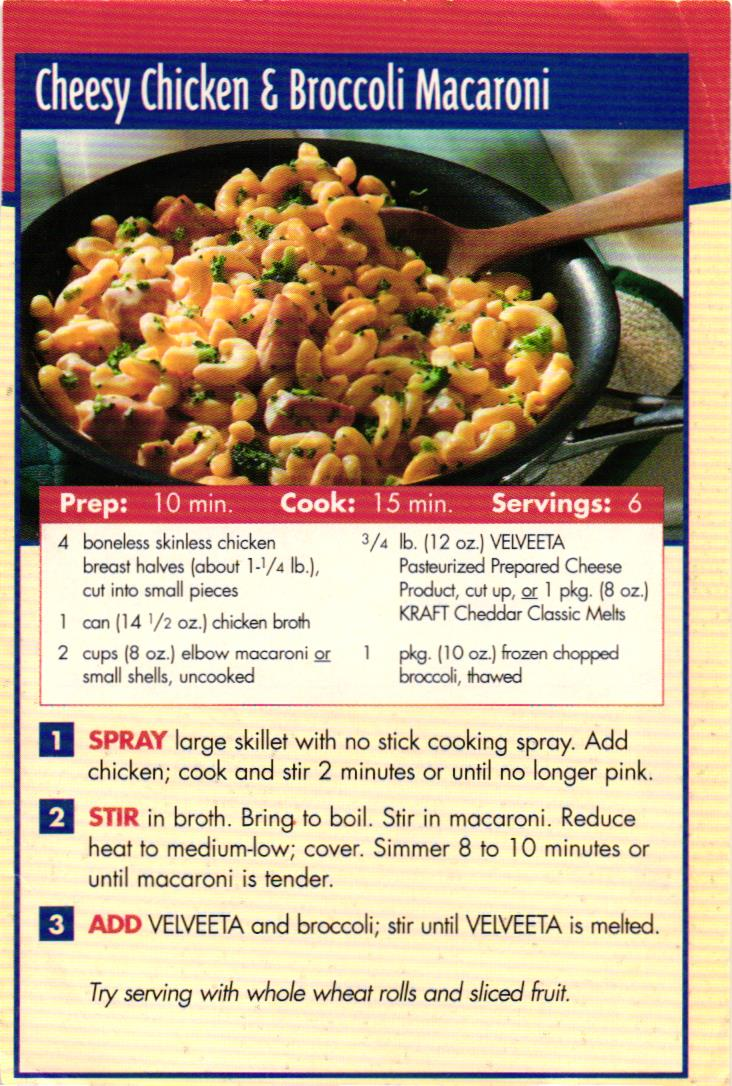 Cheesy Chicken & Broccoli Macaroni
Prep: 10 min. Cook: 15 min. Servings: 6
4 boneless skinless chicken
breast halves (about 1-1/4 lb.),
cut into small pieces
1 can (14 1/2 oz.) chicken broth
2 cups (8 oz.) elbow macaroni or
small shells, uncooked
3/4 lb. (12 oz.) VELVEETA
Pasteurized Prepared Cheese
Product, cut up, or 1 pkg. (8 oz.)
KRAFT Cheddar Classic Melts
1 pkg. (10 oz.) frozen chopped
broccoli, thawed
1 SPRAY large skillet with no stick cooking spray. Add
chicken; cook and stir 2 minutes or until no longer pink.
2 STIR in broth. Bring to boil. Stir in macaroni. Reduce
heat to medium-low; cover. Simmer 8 to 10 minutes or
until macaroni is tender.
3 ADD VELVEETA and broccoli; stir until VELVEETA is melted.
Try serving with whole wheat rolls and sliced fruit.